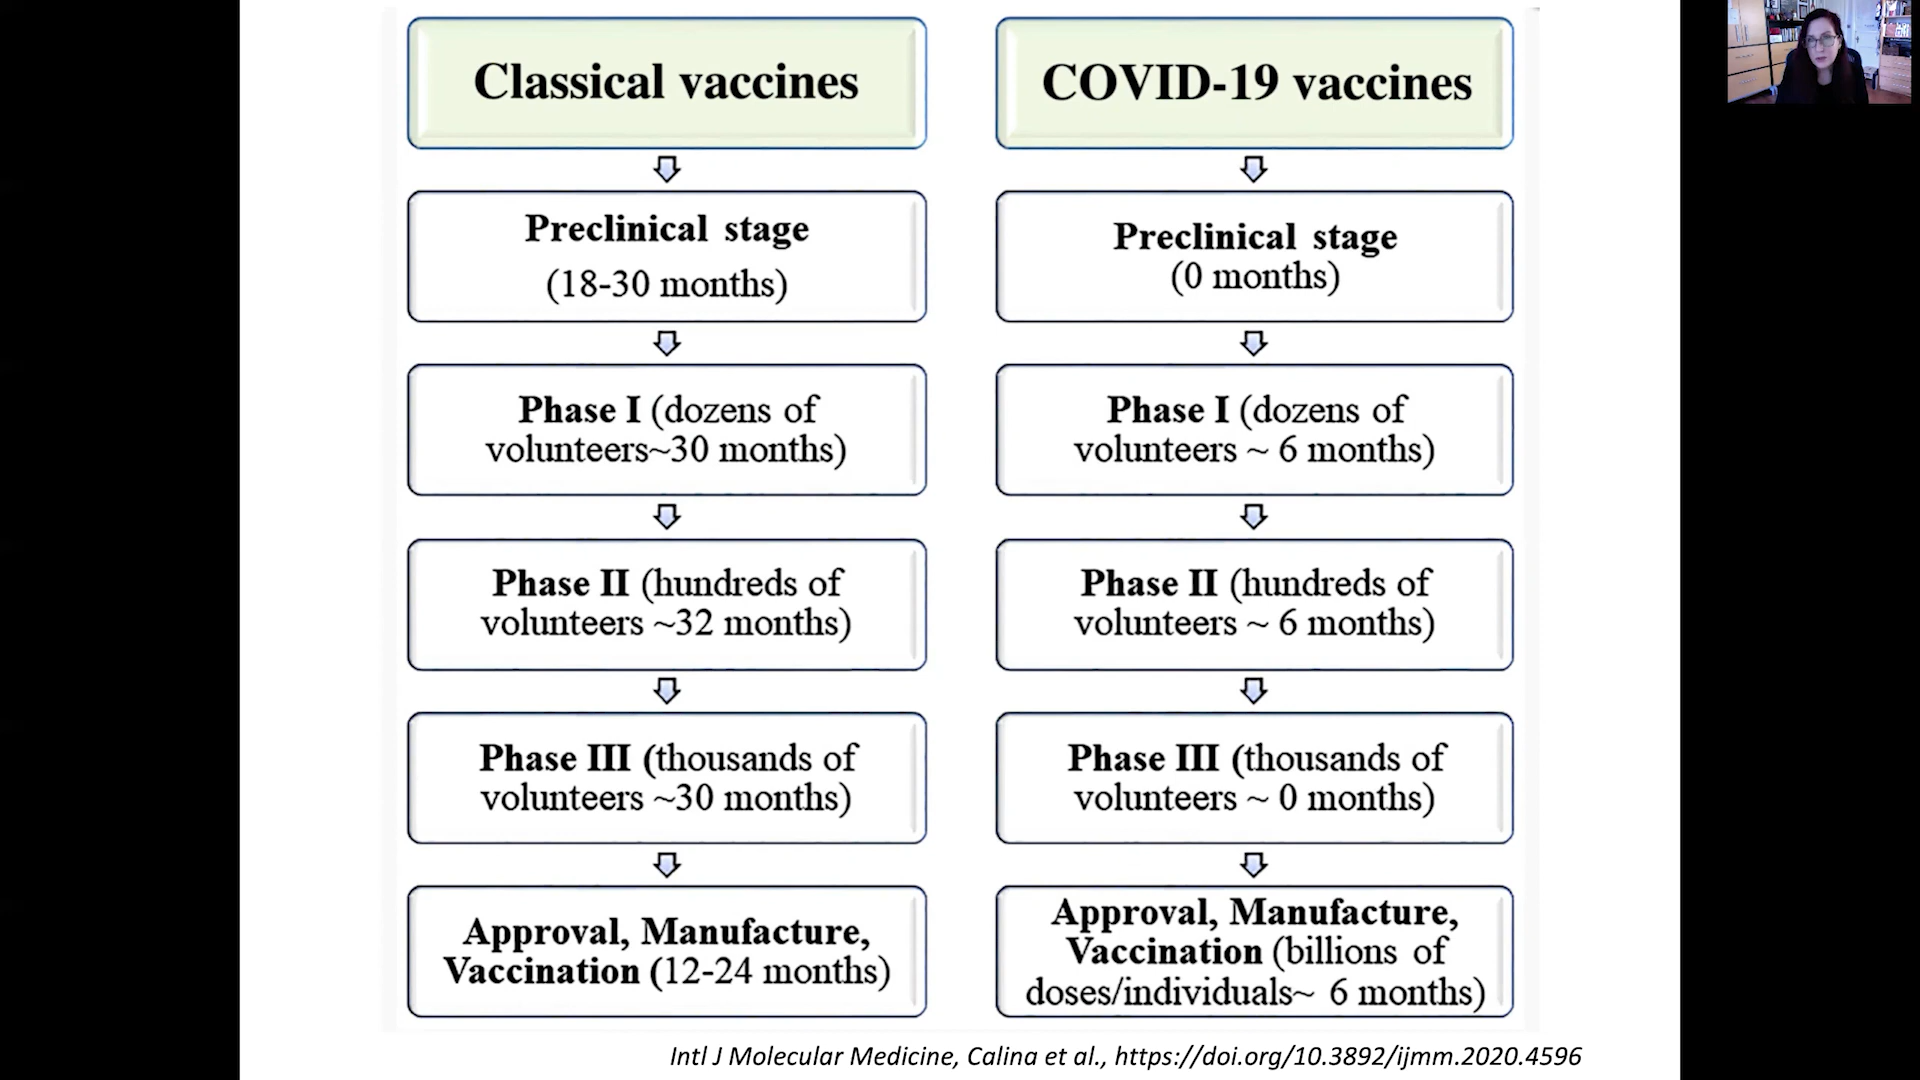 Classical vaccines
Preclinical stage
(18-30 months)
Phase I (dozens of
volunteers~30 months)
Phase II (hundreds of
volunteers ~32 months)
Phase III (thousands of
volunteers ~30 months)
Approval, Manufacture,
Vaccination (12-24 months)
COVID-19 vaccines
Preclinical stage
(0 months)
Phase I (dozens of
volunteers ~ 6 months)
Phase II (hundreds of
volunteers ~ 6 months)
Phase III (thousands of
volunteers ~ 0 months)
Approval, Manufacture,
Vaccination (billions of
doses/individuals~ 6 months)
Intl J Molecular Medicine, Calina et al., https://doi.org/10.3892/ijmm.2020.4596